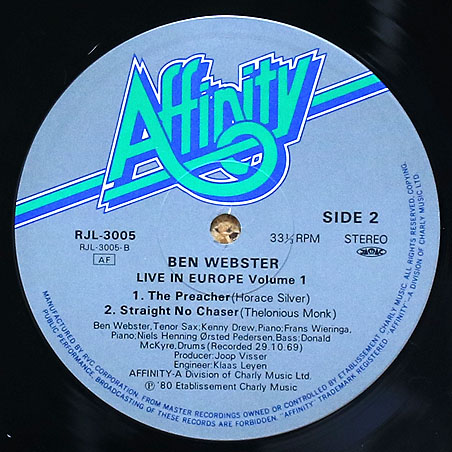 Affinity
RJL-3005
RJL-3005-B
AF
33⅓RPM
SIDE 2
STEREO
BEN WEBSTER
LIVE IN EUROPE Volume 1
1. The Preacher(Horace Silver)
2. Straight No Chaser(Thelonious Monk)
Ben Webster,Tenor Sax;Kenny Drew,Piano;Frans Wieringa,
Piano;Niels Henning Ørsted Pedersen,Bass;Donald
McKyre,Drums(Recorded 29.10.69)
Producer:Joop Visser
Engineer:Klaas Leyen
AFFINITY-A Division of Charly Music Ltd.
Ⓟ'80 Etablissement Charly Music
MANUFACTURED BY RVC CORPORATION, FROM MASTER RECORDINGS OWNED OR CONTROLLED BY ETABLISSEMENT CHARLY MUSIC. ALL RIGHTS RESERVED. COPYING,
PUBLIC PERFORMANCE, BROADCASTING OF THESE RECORDS ARE FORBIDDEN. "AFFINITY" TRADEMARK REGISTERED "AFFINITY"-A DIVISION OF CHARLY MUSIC LTD.